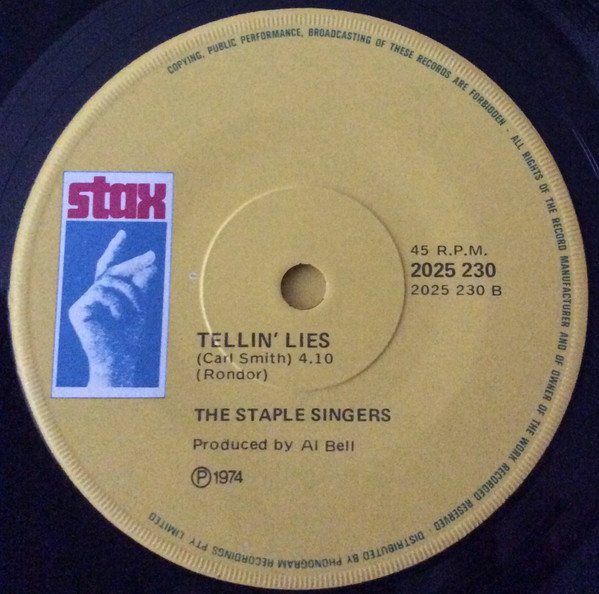 COPYING, PUBLIC PERFORMANCE, BROADCASTING OF THESE RECORDS ARE FORBIDDEN · ALL RIGHTS OF THE RECORD MANUFACTURER AND OF OWNER OF THE WORK RECORDED RESERVED · DISTRIBUTED BY PHONOGRAM RECORDINGS PTY. LIMITED
stax
45 R.P.M.
2025 230
2025 230 B
TELLIN' LIES
(Carl Smith) 4.10
(Rondor)
THE STAPLE SINGERS
Produced by Al Bell
Ⓟ1974